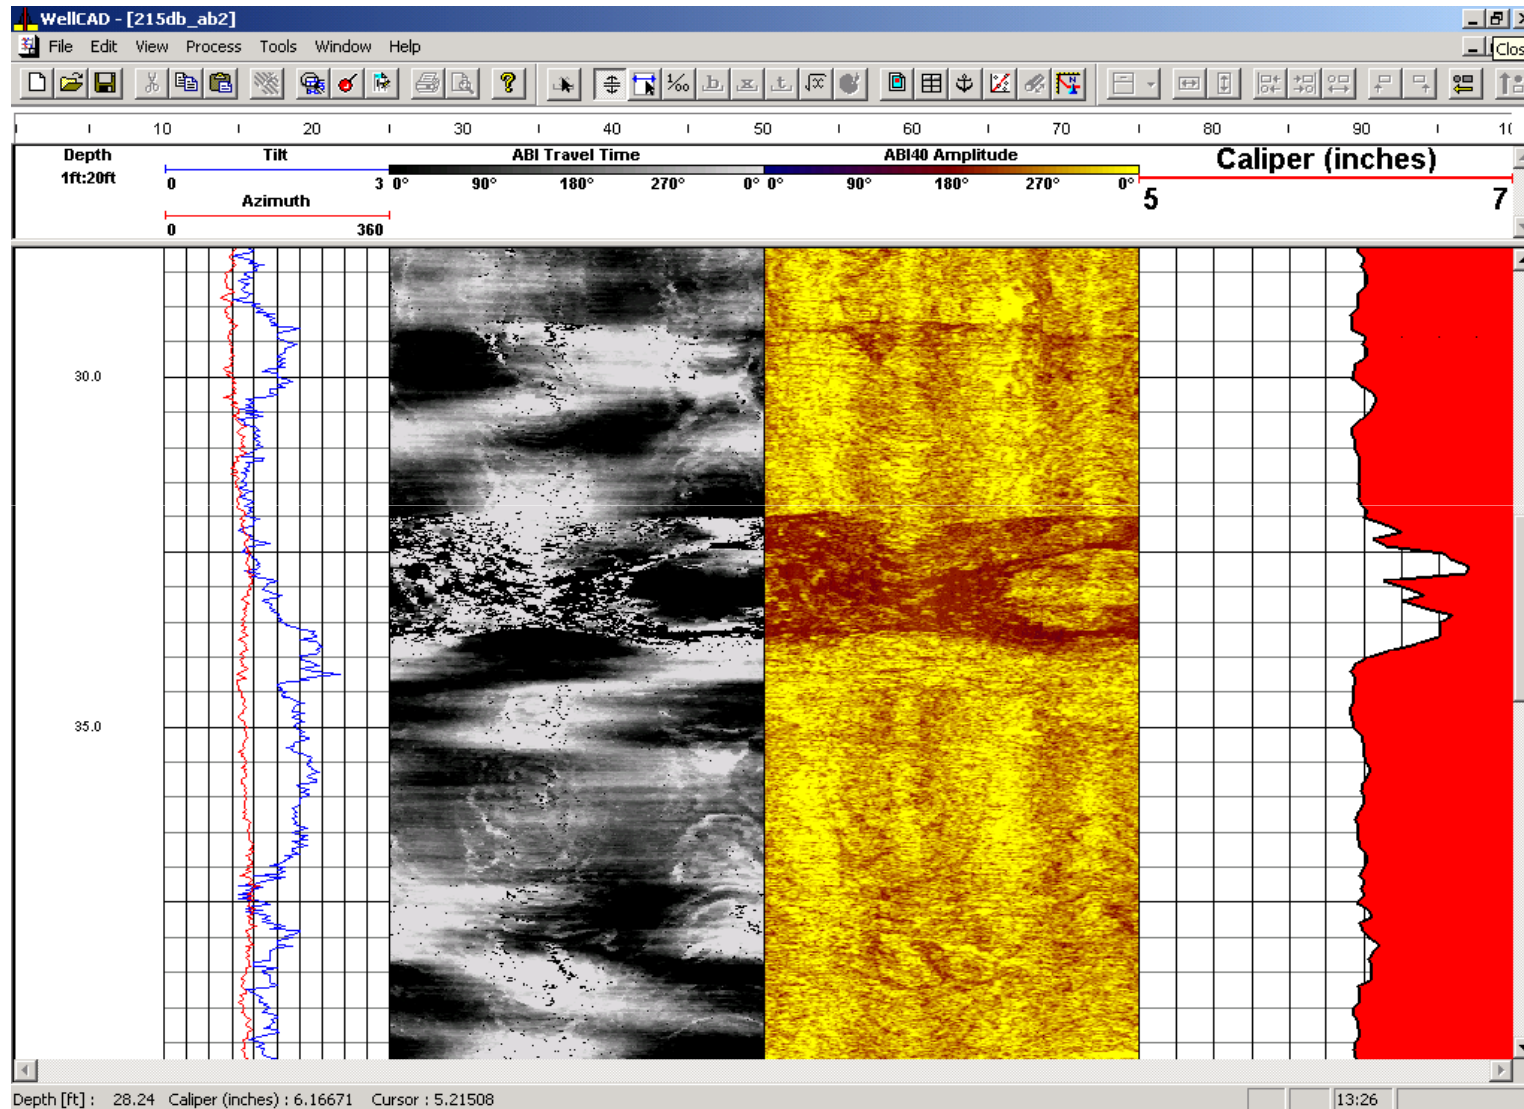 WellCAD - [215db_ab2]
File Edit View Process Tools Window Help
Clos
10 20 30 40 50 60 70 80 90
Depth Tilt ABI Travel Time ABI40 Amplitude Caliper (inches)
1ft:20ft 0 3 0° 90° 180° 270° 0° 0° 90° 180° 270° 0° 5 7
Azimuth
0 360
30.0
35.0
Depth [ft] : 28.24 Caliper (inches) : 6.16671 Cursor : 5.21508 13:26